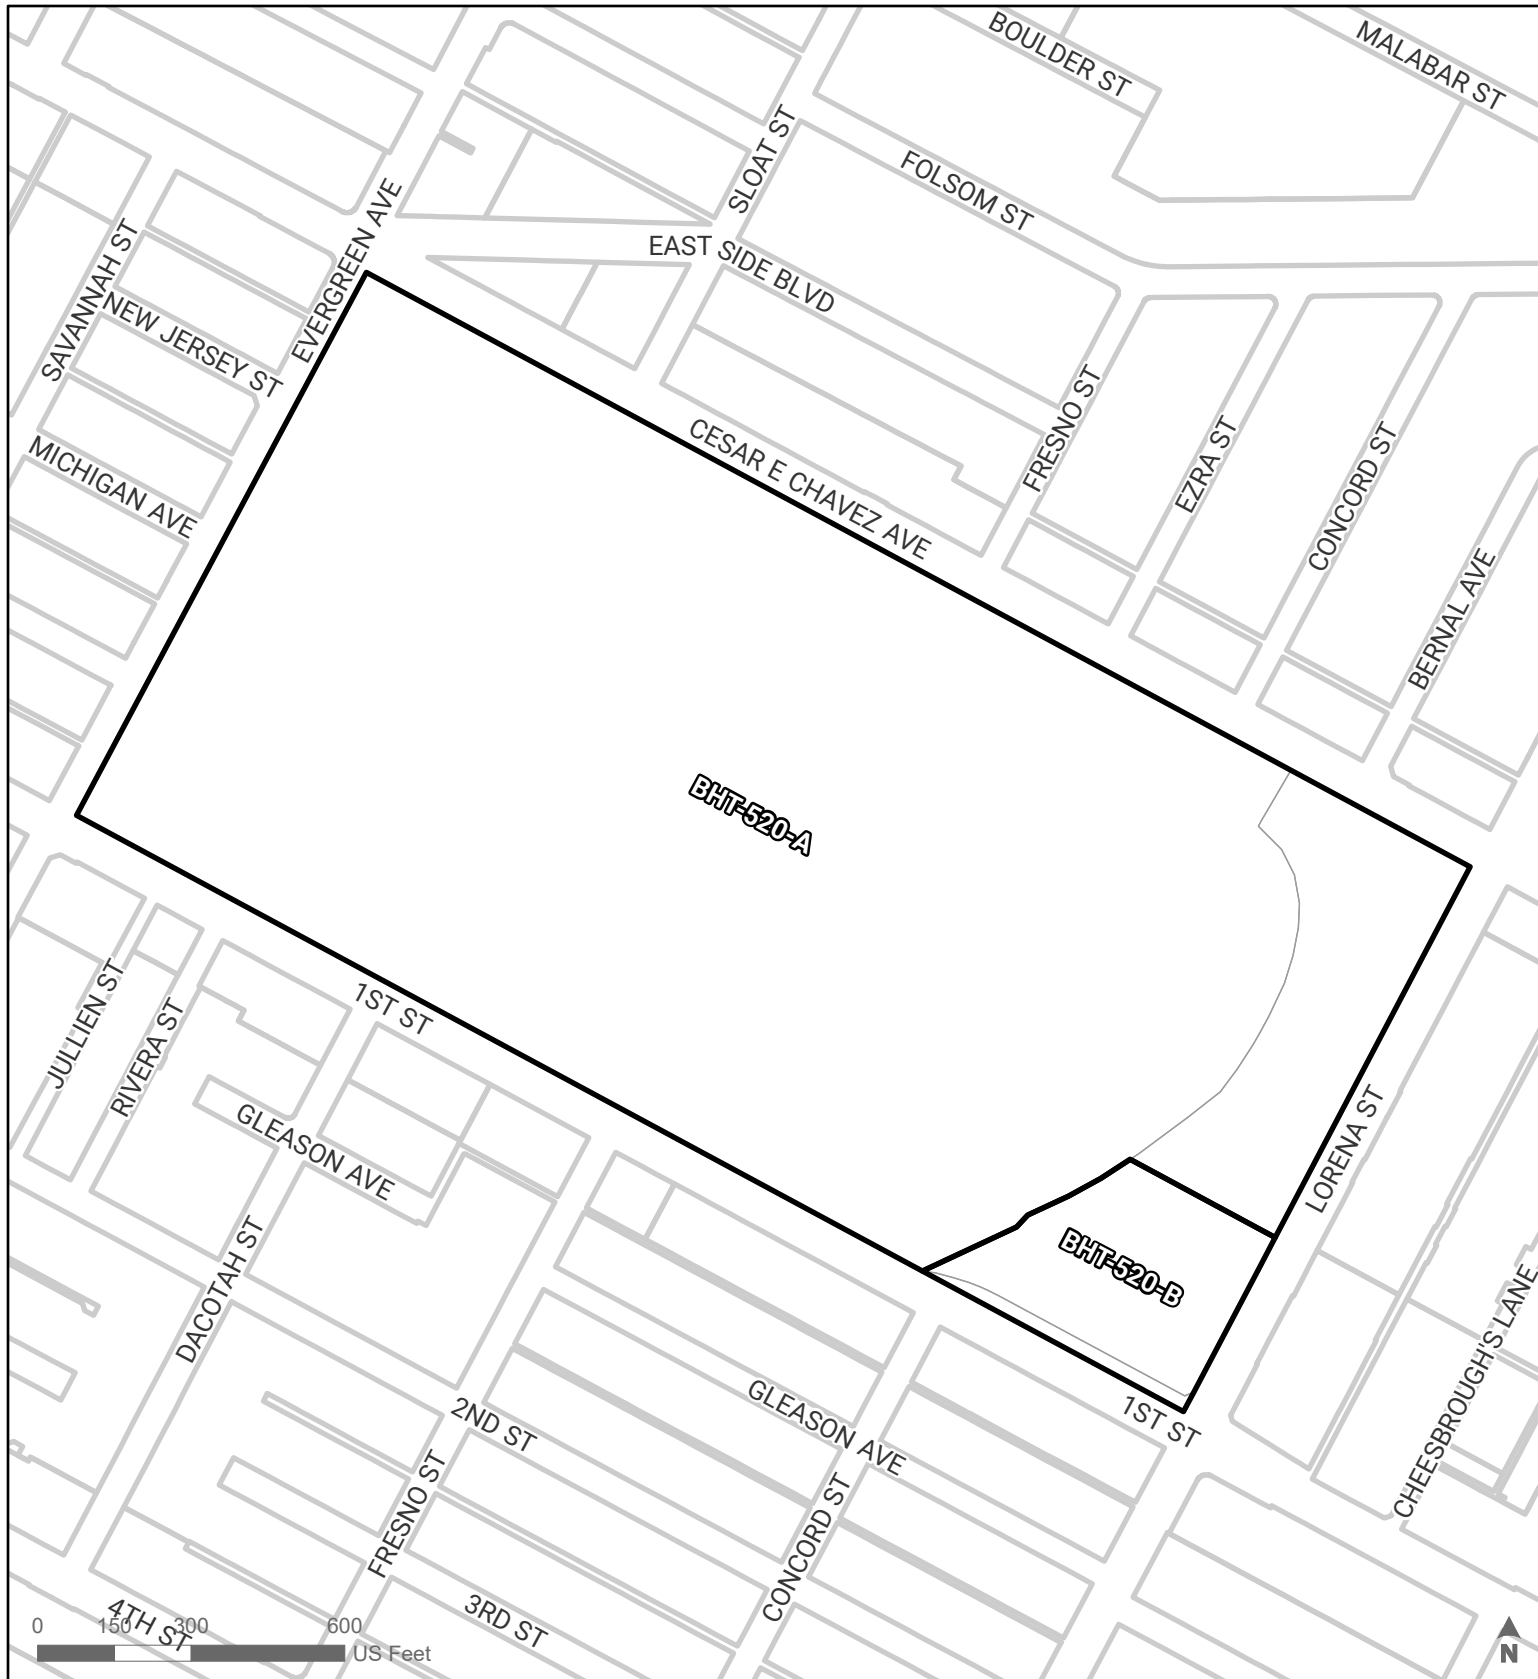 BOULDER ST
MALABAR ST
SLOAT ST
FOLSOM ST
EVERGREEN AVE
SAVANNAH ST
EAST SIDE BLVD
NEW JERSEY ST
MICHIGAN AVE
CESAR E CHAVEZ AVE
FRESNO ST
EZRA ST
CONCORD ST
BERNAL AVE
BHT-520-A
JULLIEN ST
RIVERA ST
1ST ST
GLEASON AVE
LORENA ST
DACOTAH ST
BHT-520-B
CHEESBROUGH'S LANE
2ND ST
GLEASON AVE
1ST ST
FRESNO ST
CONCORD ST
4TH ST
3RD ST
0 150 300 600
US Feet
N